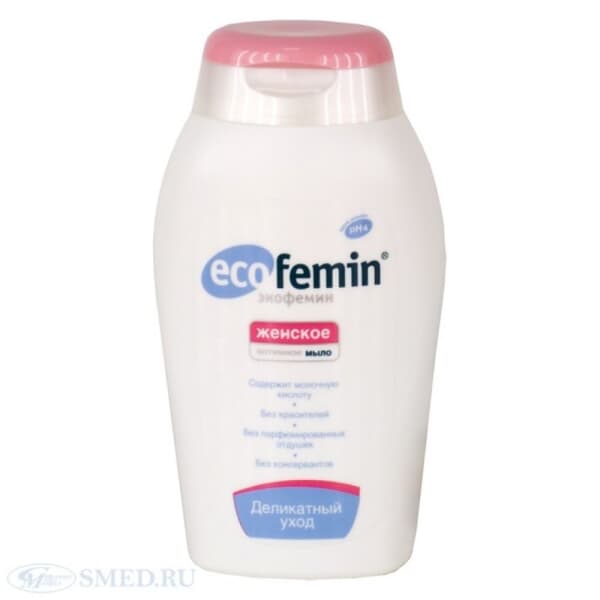 pH4
ecofemin®
экофемин
женское
интимное мыло
Содержит молочную
кислоту
•
Без красителей
•
Без парфюмированных
отдушек
•
Без консервантов
Деликатный
уход
SMED.RU